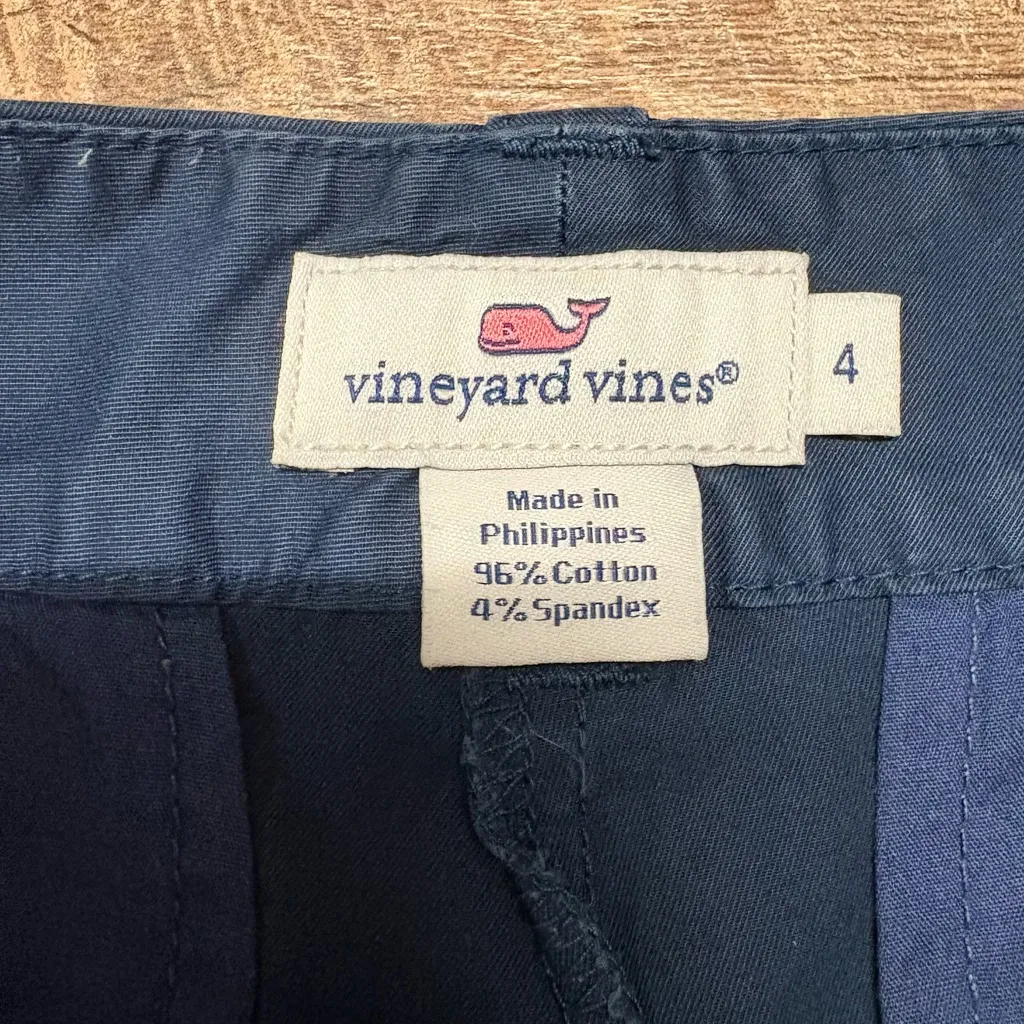 vineyard vines®
4
Made in
Philippines
96% Cotton
4% Spandex